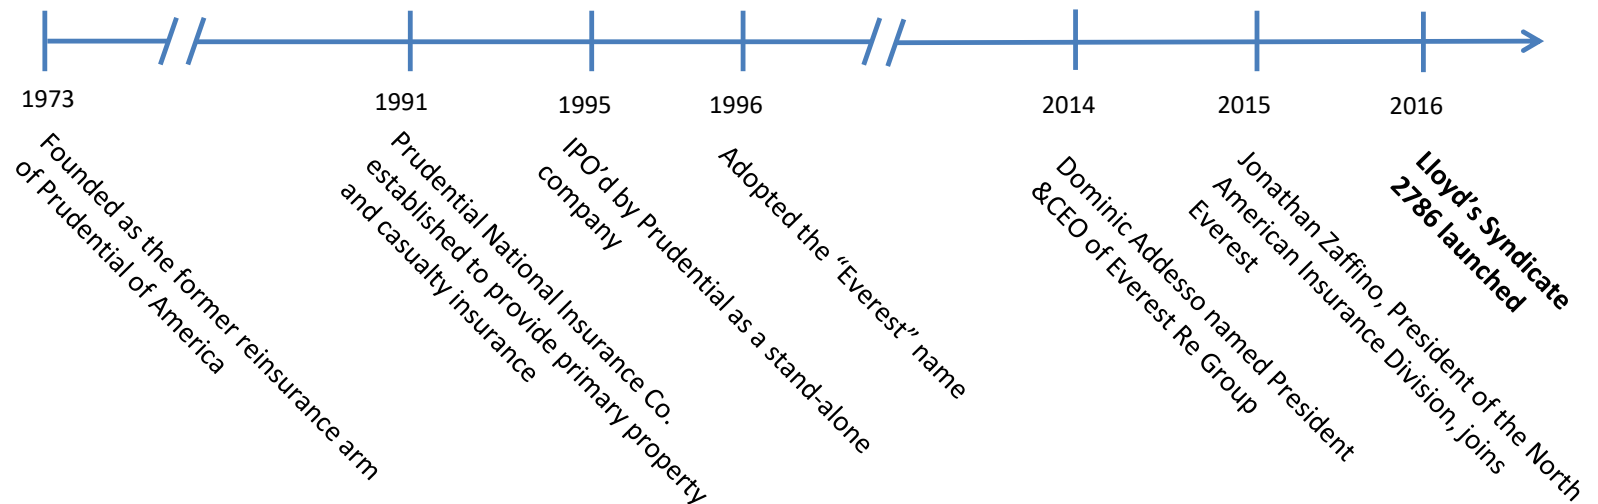 1973
Founded as the former reinsurance arm
of Prudential of America
1991
Prudential National Insurance Co.
established to provide primary property
and casualty insurance
1995
IPO’d by Prudential as a stand-alone
company
1996
Adopted the “Everest” name
2014
Dominic Addesso named President
&CEO of Everest Re Group
2015
Jonathan Zaffino, President of the North
American Insurance Division, joins
Everest
2016
Lloyd’s Syndicate
2786 launched